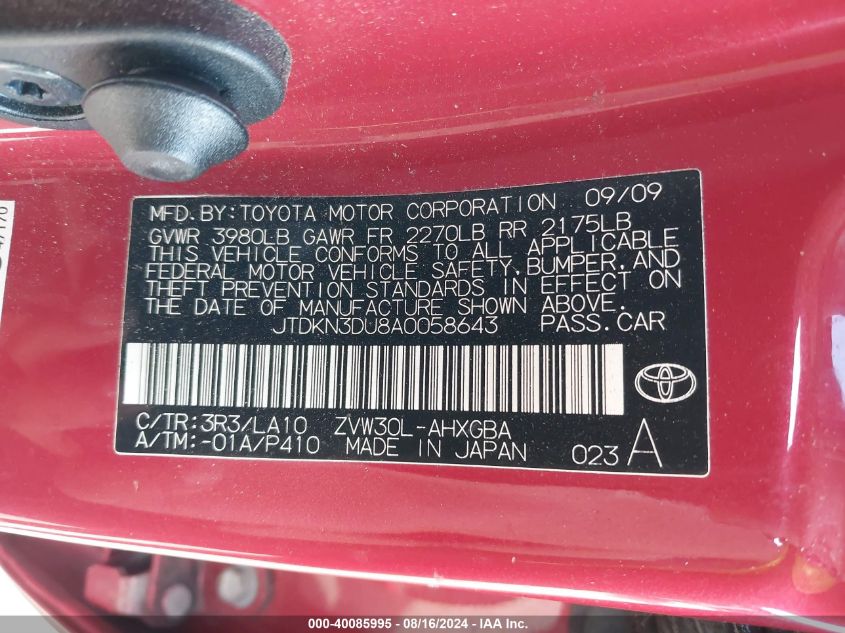 MFD. BY: TOYOTA MOTOR CORPORATION 09/09
GVWR 3980LB GAWR FR 2270LB RR 2175LB
THIS VEHICLE CONFORMS TO ALL APPLICABLE
FEDERAL MOTOR VEHICLE SAFETY, BUMPER, AND
THEFT PREVENTION STANDARDS IN EFFECT ON
THE DATE OF MANUFACTURE SHOWN ABOVE.
JTDKN3DU8A0058643 PASS. CAR
C/TR: 3R3/LA10 ZVW30L-AHXGBA
A/TM: -01A/P410 MADE IN JAPAN 023 A
000-40085995 - 08/16/2024 - IAA Inc.